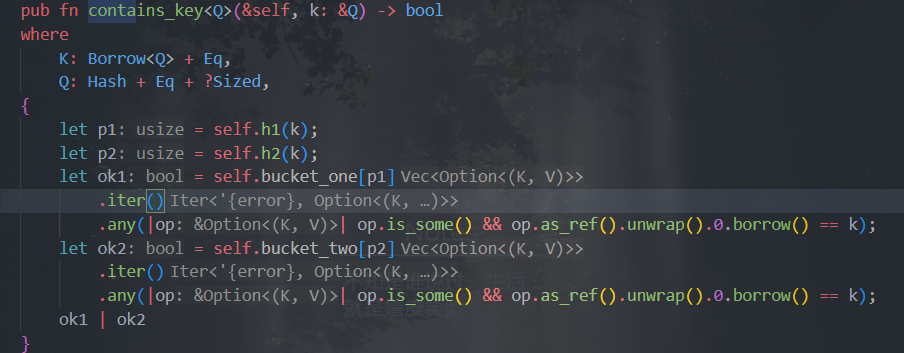 pub fn contains_key<Q>(&self, k: &Q) -> bool
where
    K: Borrow<Q> + Eq,
    Q: Hash + Eq + ?Sized,
{
    let p1: usize = self.h1(k);
    let p2: usize = self.h2(k);
    let ok1: bool = self.bucket_one[p1] Vec<Option<(K, V)>>
        .iter() Iter<'{error}, Option<(K, …)>>
        .any(|op: &Option<(K, V)>| op.is_some() && op.as_ref().unwrap().0.borrow() == k);
    let ok2: bool = self.bucket_two[p2] Vec<Option<(K, V)>>
        .iter() Iter<'{error}, Option<(K, …)>>
        .any(|op: &Option<(K, V)>| op.is_some() && op.as_ref().unwrap().0.borrow() == k);
    ok1 | ok2
}